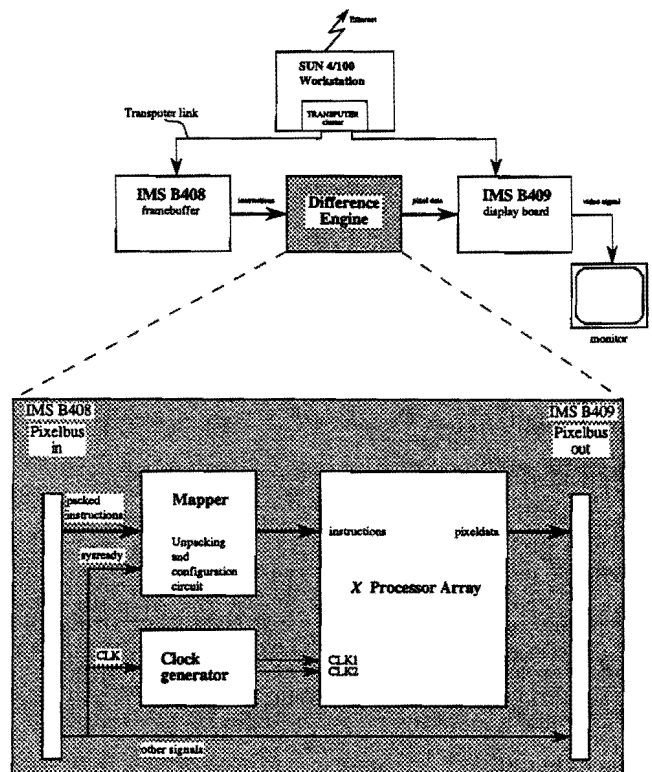 Ethernet
SUN 4/100
Workstation
TRANSPUTER
cluster
Transputer link
IMS B408
framebuffer
instructions
Difference
Engine
pixel data
IMS B409
display board
video signal
monitor
IMS B408
Pixelbus
in
IMS B409
Pixelbus
out
packed
instructions
Mapper
Unpacking
and
configuration
circuit
sysready
instructions
pixeldata
X Processor Array
CLK
Clock
generator
CLK1
CLK2
other signals